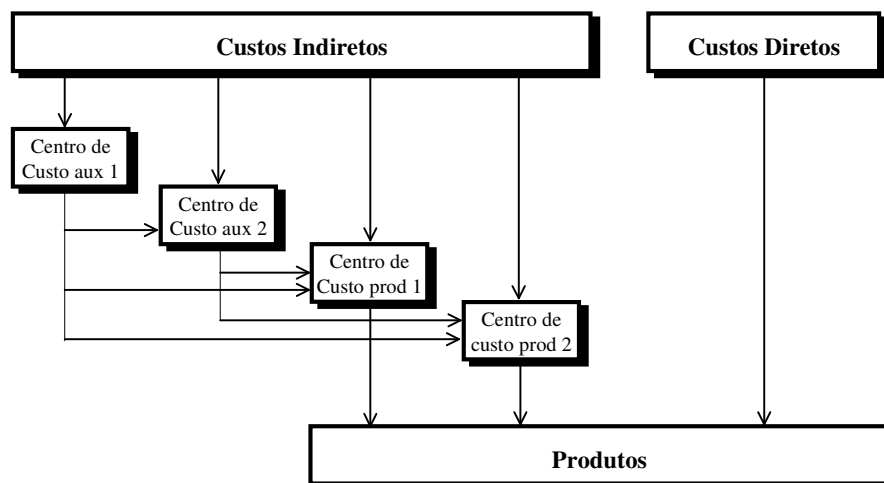 Custos Indiretos
Custos Diretos
Centro de
Custo aux 1
Centro de
Custo aux 2
Centro de
Custo prod 1
Centro de
custo prod 2
Produtos